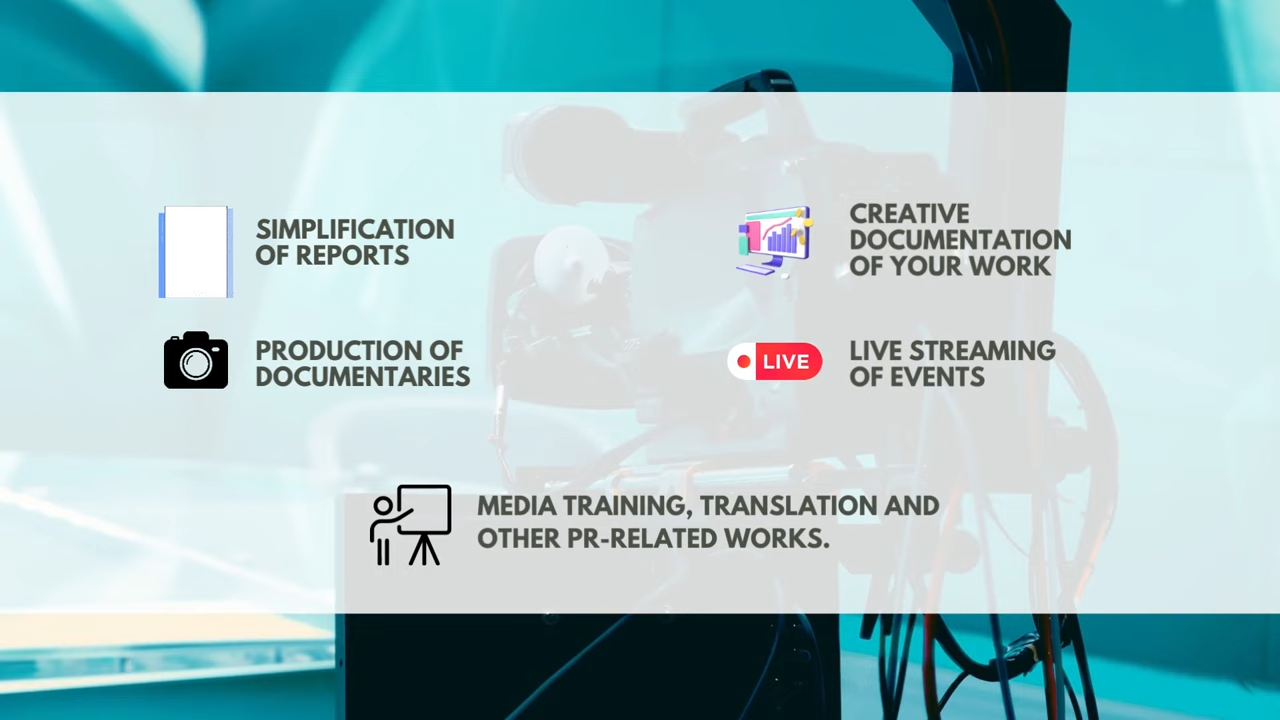 SIMPLIFICATION
OF REPORTS
CREATIVE
DOCUMENTATION
OF YOUR WORK
PRODUCTION OF
DOCUMENTARIES
LIVE
LIVE STREAMING
OF EVENTS
MEDIA TRAINING, TRANSLATION AND
OTHER PR-RELATED WORKS.